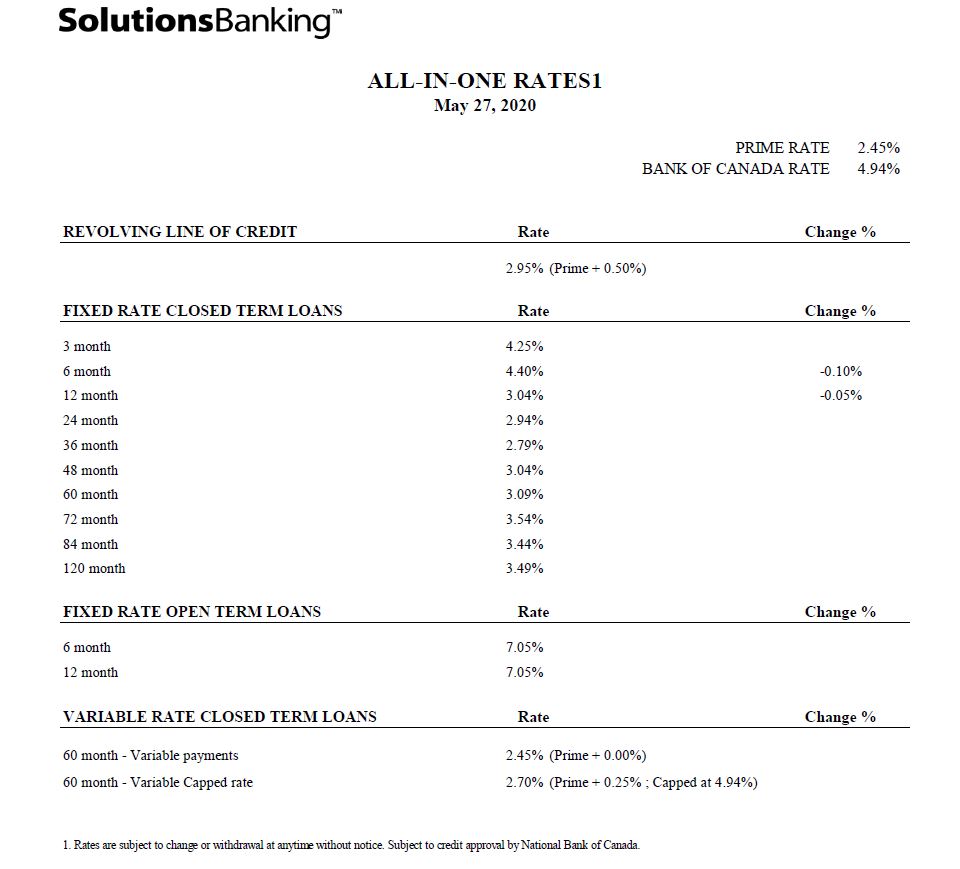 SolutionsBanking™
ALL-IN-ONE RATES1
May 27, 2020
PRIME RATE 2.45%
BANK OF CANADA RATE 4.94%
REVOLVING LINE OF CREDIT Rate Change %
2.95% (Prime + 0.50%)
FIXED RATE CLOSED TERM LOANS Rate Change %
3 month 4.25%
6 month 4.40% -0.10%
12 month 3.04% -0.05%
24 month 2.94%
36 month 2.79%
48 month 3.04%
60 month 3.09%
72 month 3.54%
84 month 3.44%
120 month 3.49%
FIXED RATE OPEN TERM LOANS Rate Change %
6 month 7.05%
12 month 7.05%
VARIABLE RATE CLOSED TERM LOANS Rate Change %
60 month - Variable payments 2.45% (Prime + 0.00%)
60 month - Variable Capped rate 2.70% (Prime + 0.25% ; Capped at 4.94%)
1. Rates are subject to change or withdrawal at anytime without notice. Subject to credit approval by National Bank of Canada.